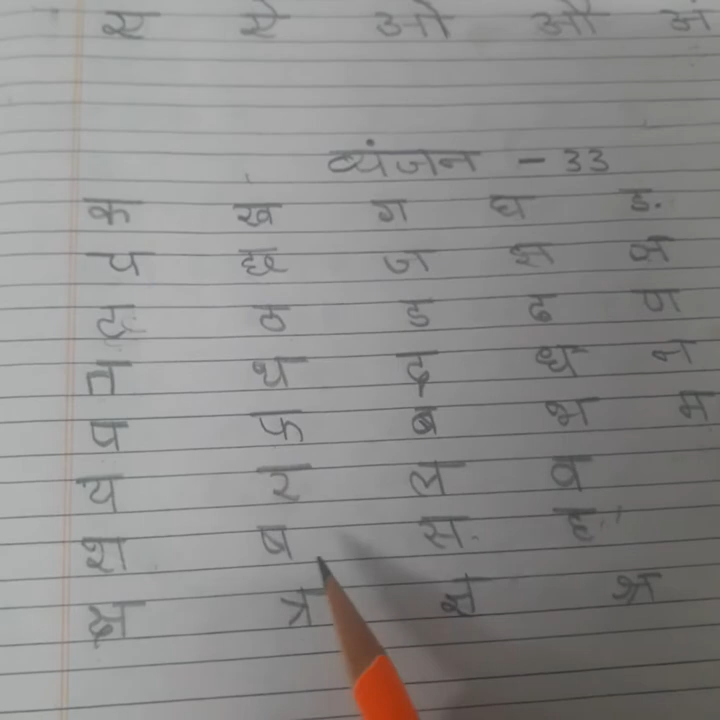 ए ऐ ओ औ अं
व्यंजन - 33
क ख ग घ ङ
च छ ज झ ञ
ट ठ ड ढ ण
त थ द ध न
प फ ब भ म
य र ल व
श ष स ह
क्ष त्र ज्ञ श्र